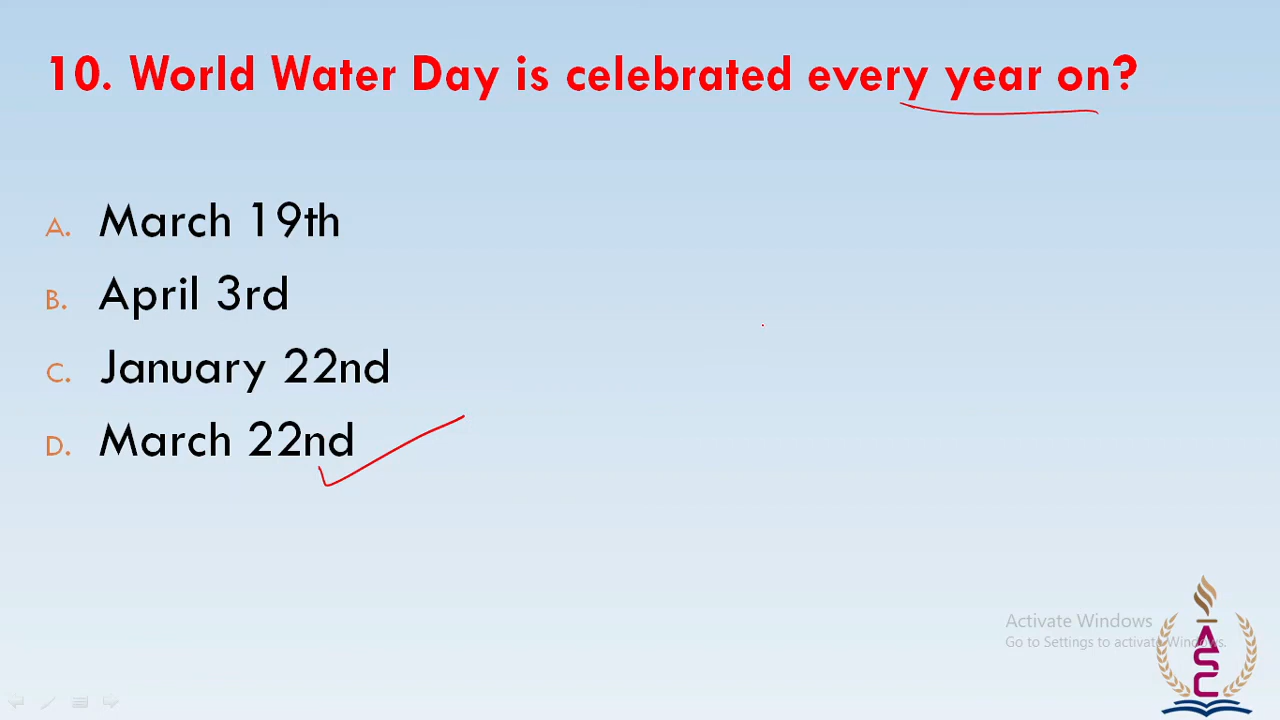 10. World Water Day is celebrated every year on?
A. March 19th
B. April 3rd
C. January 22nd
D. March 22nd
Activate Windows
Go to Settings to activate Windows.
ASC